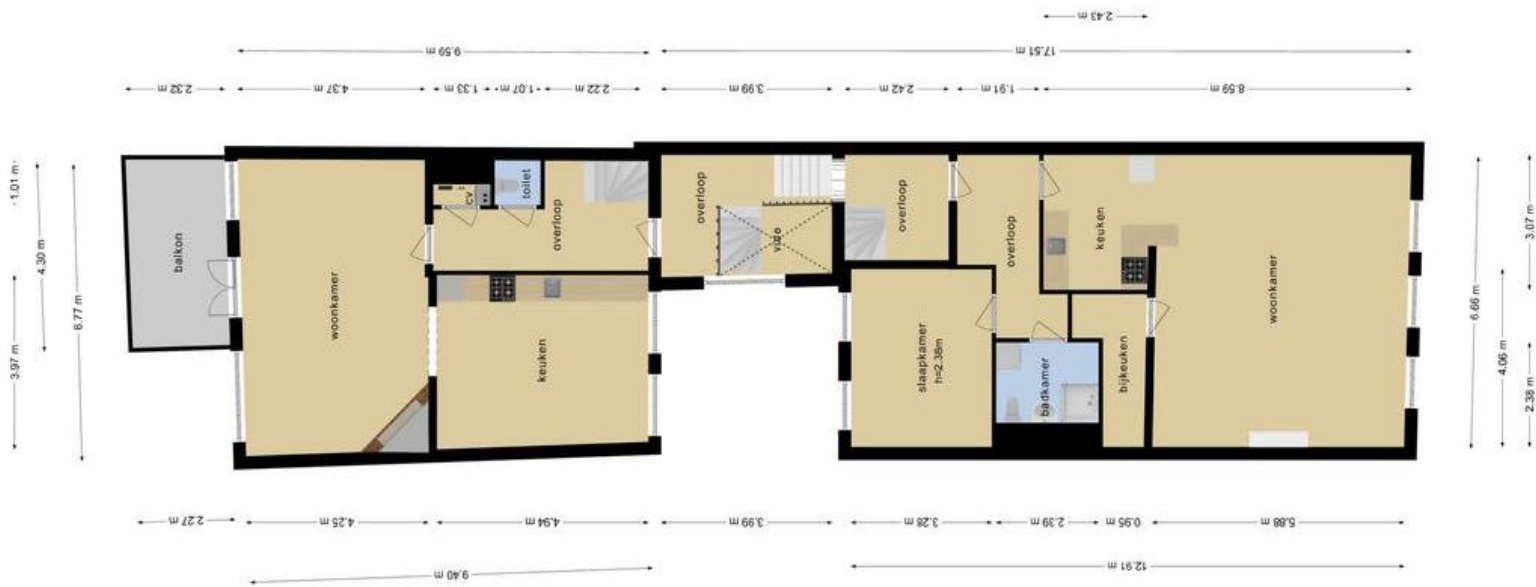 2.43 m
9.59 m
17.51 m
2.32 m
4.37 m
1.33 m
1.07 m
2.22 m
3.99 m
2.42 m
1.91 m
8.59 m
1.01 m
4.30 m
3.97 m
8.77 m
balkon
woonkamer
cv
toilet
overloop
keuken
overloop
vide
overloop
overloop
slaapkamer
h=2.38m
badkamer
bijkeuken
keuken
woonkamer
6.66 m
4.06 m
3.07 m
2.38 m
2.27 m
4.25 m
4.94 m
3.99 m
3.28 m
2.39 m
0.95 m
5.88 m
9.40 m
12.91 m